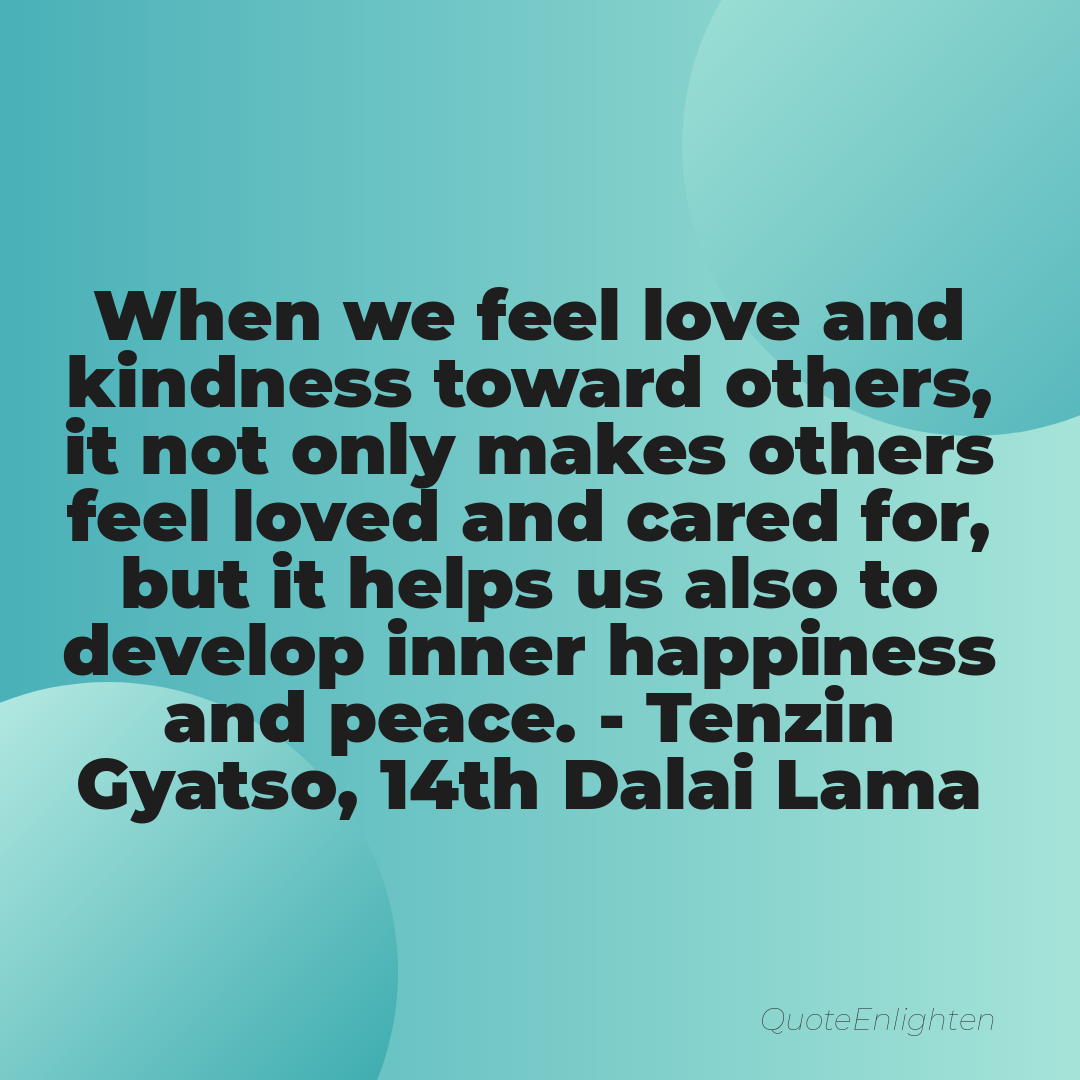 When we feel love and
kindness toward others,
it not only makes others
feel loved and cared for,
but it helps us also to
develop inner happiness
and peace. - Tenzin
Gyatso, 14th Dalai Lama
QuoteEnlighten